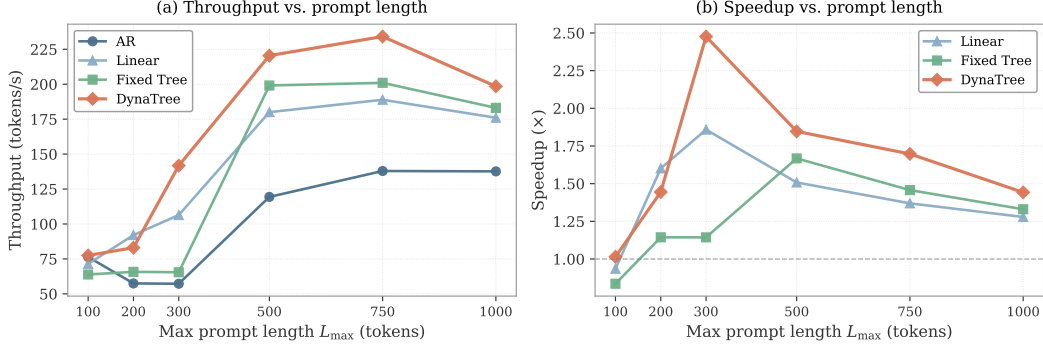 (a) Throughput vs. prompt length
Throughput (tokens/s)
225
200
175
150
125
100
75
50
AR
Linear
Fixed Tree
DynaTree
100 200 300 500 750 1000
Max prompt length Lmax (tokens)
(b) Speedup vs. prompt length
Speedup (×)
2.50
2.25
2.00
1.75
1.50
1.25
1.00
Linear
Fixed Tree
DynaTree
100 200 300 500 750 1000
Max prompt length Lmax (tokens)